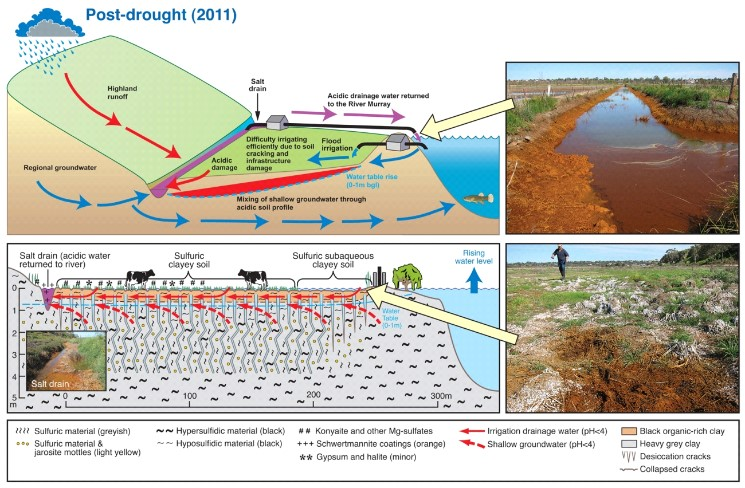 Post-drought (2011)
Highland
runoff
Salt
drain
Acidic drainage water returned
to the River Murray
Difficulty irrigating
efficiently due to soil
cracking and
infrastructure
damage
Flood
irrigation
Acidic
damage
Regional groundwater
Water table rise
(0-1m bgl)
Mixing of shallow groundwater through
acidic soil profile
Salt drain (acidic water
returned to river)
Sulfuric
clayey soil
Sulfuric subaqueous
clayey soil
Rising
water level
Water
Table
(0-1m)
0
1
2
3
4
5
m
Salt drain
0
100
200
300m
Sulfuric material (greyish)
Sulfuric material &
jarosite mottles (light yellow)
Hypersulfidic material (black)
Hyposulfidic material (black)
## Konyaite and other Mg-sulfates
+++ Schwertmannite coatings (orange)
** Gypsum and halite (minor)
Irrigation drainage water (pH<4)
Shallow groundwater (pH<4)
Black organic-rich clay
Heavy grey clay
Desiccation cracks
Collapsed cracks